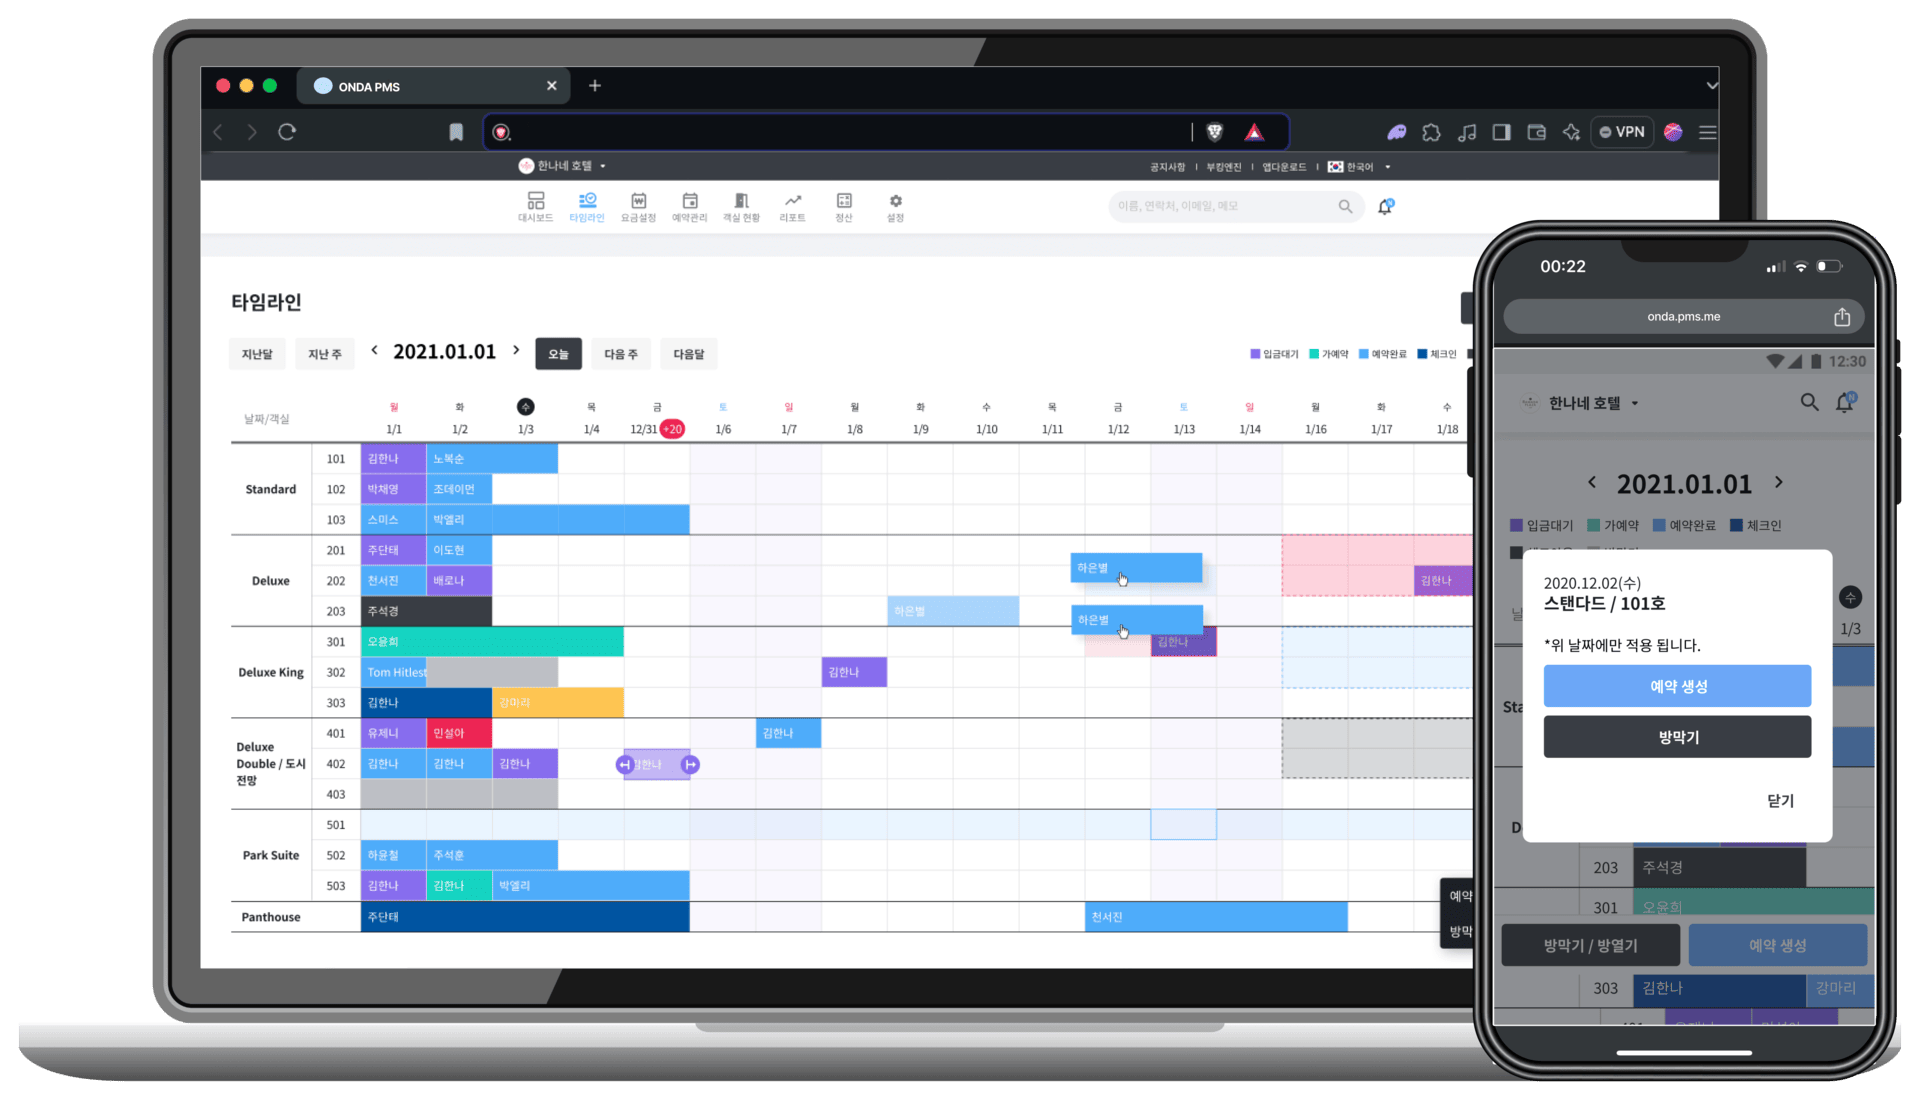 ONDA PMS
VPN
한나네 호텔
공지사항 | 부킹엔진 | 앱다운로드 | 한국어
대시보드 타임라인 요금설정 예약관리 객실 현황 리포트 정산 설정
이름, 연락처, 이메일, 메모
타임라인
지난달 지난 주 2021.01.01 오늘 다음 주 다음달
입금대기 가예약 예약완료 체크인
날짜/객실
월 화 수 목 금 토 일 월 화 수 목 금 토 일 월 화 수
1/1 1/2 1/3 1/4 12/31 +20 1/6 1/7 1/8 1/9 1/10 1/11 1/12 1/13 1/14 1/16 1/17 1/18
Standard
101 김한나 노복순
102 박채영 조데이먼
103 스미스 박앨리
Deluxe
201 주단태 이도현
202 천서진 배로나 하은별 김한나
203 주석경 하은별 하은별
Deluxe King
301 오윤희 김한나
302 Tom Hitlest 김한나
303 김한나 강마리
Deluxe
Double / 도시
전망
401 유제니 민설아 김한나
402 김한나 김한나 김한나 김한나
403
Park Suite
501
502 하윤철 주석훈
503 김한나 김한나 박앨리
Panthouse 주단태 천서진
예약
방막
00:22
onda.pms.me
12:30
한나네 호텔
2021.01.01
입금대기 가예약 예약완료 체크인
수
1/3
2020.12.02(수)
스탠다드 / 101호
*위 날짜에만 적용 됩니다.
예약 생성
방막기
닫기
203 주석경
301 오윤희
방막기 / 방열기 예약 생성
303 김한나 강마리